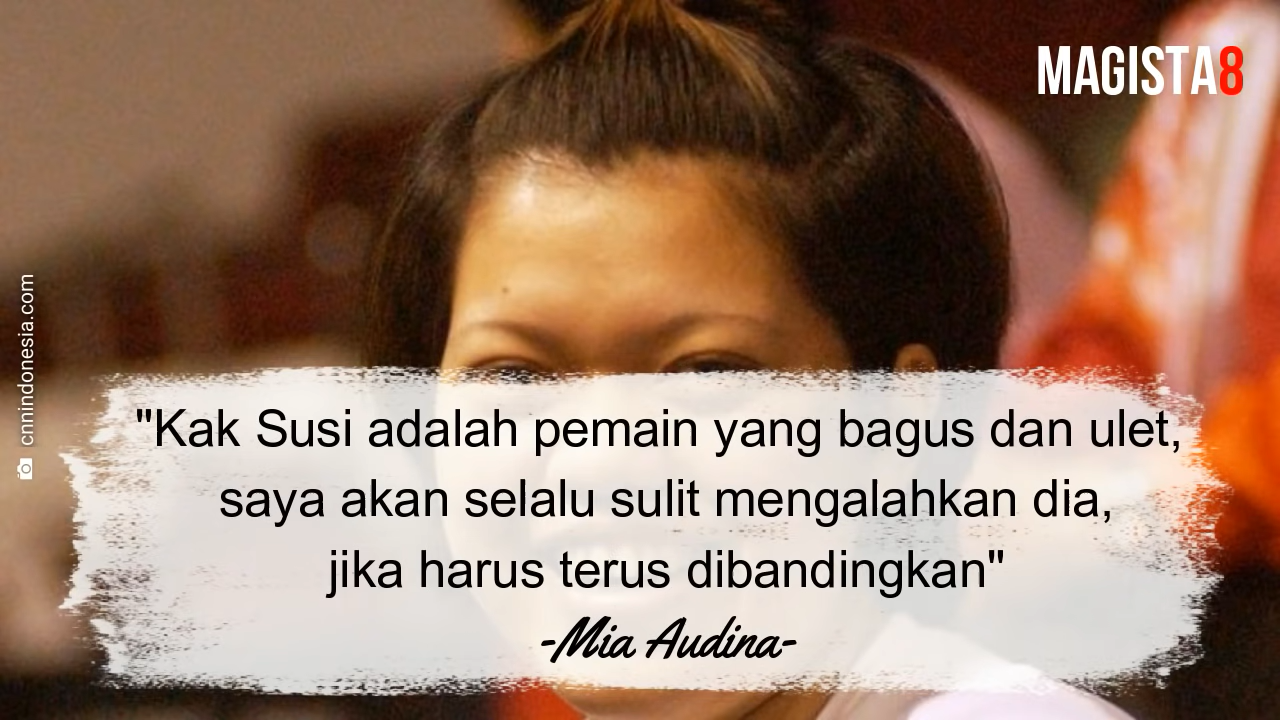 MAGISTA8
cnnindonesia.com
"Kak Susi adalah pemain yang bagus dan ulet,
saya akan selalu sulit mengalahkan dia,
jika harus terus dibandingkan"
-Mia Audina-